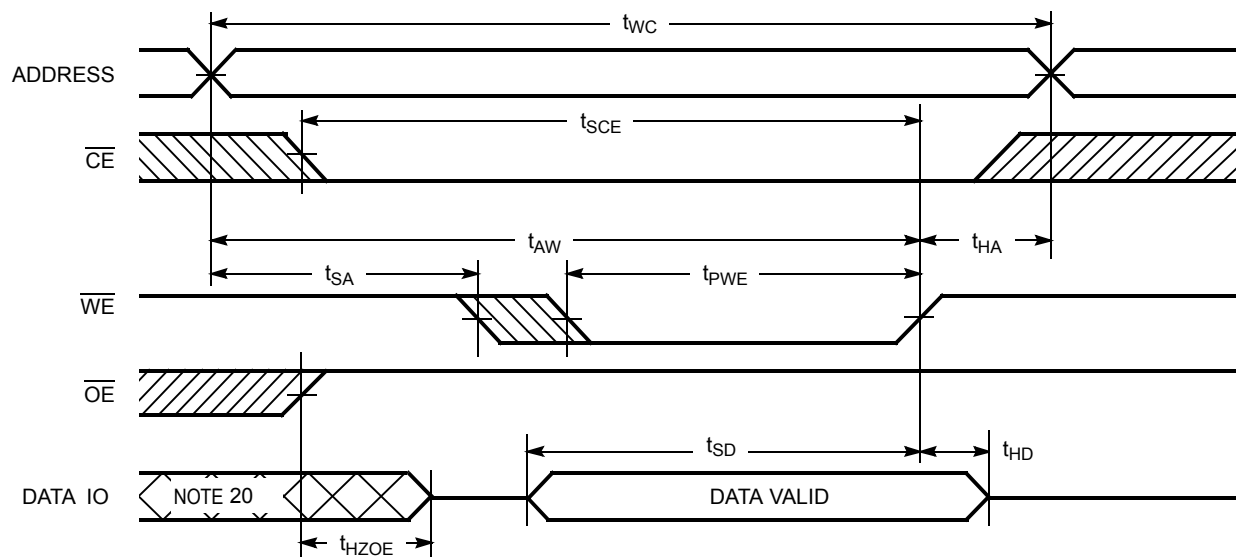 tWC
ADDRESS
tSCE
CE
tAW
tHA
tSA
tPWE
WE
OE
tSD
tHD
DATA IO
NOTE 20
DATA VALID
tHZOE